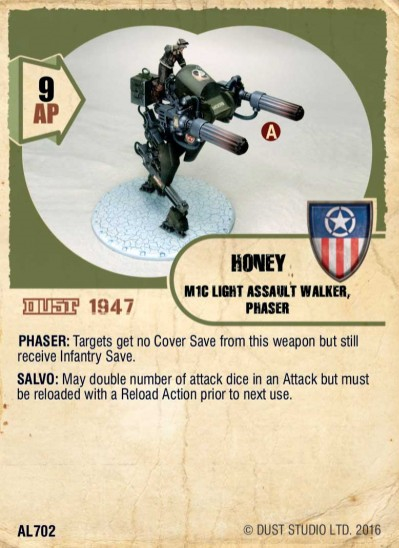 9
AP
A
HONEY
M1C LIGHT ASSAULT WALKER,
PHASER
DUST 1947
PHASER: Targets get no Cover Save from this weapon but still
receive Infantry Save.
SALVO: May double number of attack dice in an Attack but must
be reloaded with a Reload Action prior to next use.
AL702
© DUST STUDIO LTD. 2016